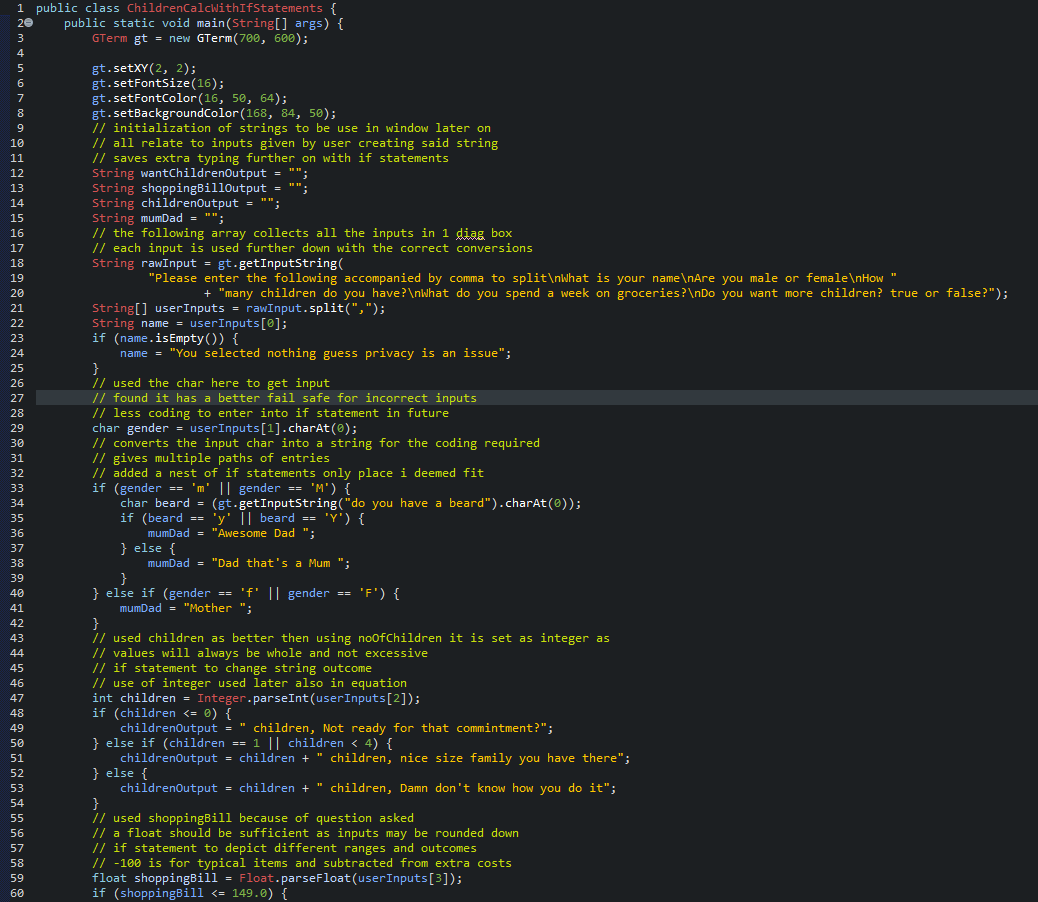 1 public class ChildrenCalcWithIfStatements {
2 public static void main(String[] args) {
3 GTerm gt = new GTerm(700, 600);
4
5 gt.setXY(2, 2);
6 gt.setFontSize(16);
7 gt.setFontColor(16, 50, 64);
8 gt.setBackgroundColor(168, 84, 50);
9 // initialization of strings to be use in window later on
10 // all relate to inputs given by user creating said string
11 // saves extra typing further on with if statements
12 String wantChildrenOutput = "";
13 String shoppingBillOutput = "";
14 String childrenOutput = "";
15 String mumDad = "";
16 // the following array collects all the inputs in 1 diag box
17 // each input is used further down with the correct conversions
18 String rawInput = gt.getInputString(
19 "Please enter the following accompanied by comma to split\nWhat is your name\nAre you male or female\nHow "
20 + "many children do you have?\nWhat do you spend a week on groceries?\nDo you want more children? true or false?");
21 String[] userInputs = rawInput.split(",");
22 String name = userInputs[0];
23 if (name.isEmpty()) {
24 name = "You selected nothing guess privacy is an issue";
25 }
26 // used the char here to get input
27 // found it has a better fail safe for incorrect inputs
28 // less coding to enter into if statement in future
29 char gender = userInputs[1].charAt(0);
30 // converts the input char into a string for the coding required
31 // gives multiple paths of entries
32 // added a nest of if statements only place i deemed fit
33 if (gender == 'm' || gender == 'M') {
34 char beard = (gt.getInputString("do you have a beard").charAt(0));
35 if (beard == 'y' || beard == 'Y') {
36 mumDad = "Awesome Dad ";
37 } else {
38 mumDad = "Dad that's a Mum ";
39 }
40 } else if (gender == 'f' || gender == 'F') {
41 mumDad = "Mother ";
42 }
43 // used children as better then using noOfChildren it is set as integer as
44 // values will always be whole and not excessive
45 // if statement to change string outcome
46 // use of integer used later also in equation
47 int children = Integer.parseInt(userInputs[2]);
48 if (children <= 0) {
49 childrenOutput = " children, Not ready for that commintment?";
50 } else if (children == 1 || children < 4) {
51 childrenOutput = children + " children, nice size family you have there";
52 } else {
53 childrenOutput = children + " children, Damn don't know how you do it";
54 }
55 // used shoppingBill because of question asked
56 // a float should be sufficient as inputs may be rounded down
57 // if statement to depict different ranges and outcomes
58 // -100 is for typical items and subtracted from extra costs
59 float shoppingBill = Float.parseFloat(userInputs[3]);
60 if (shoppingBill <= 149.0) {